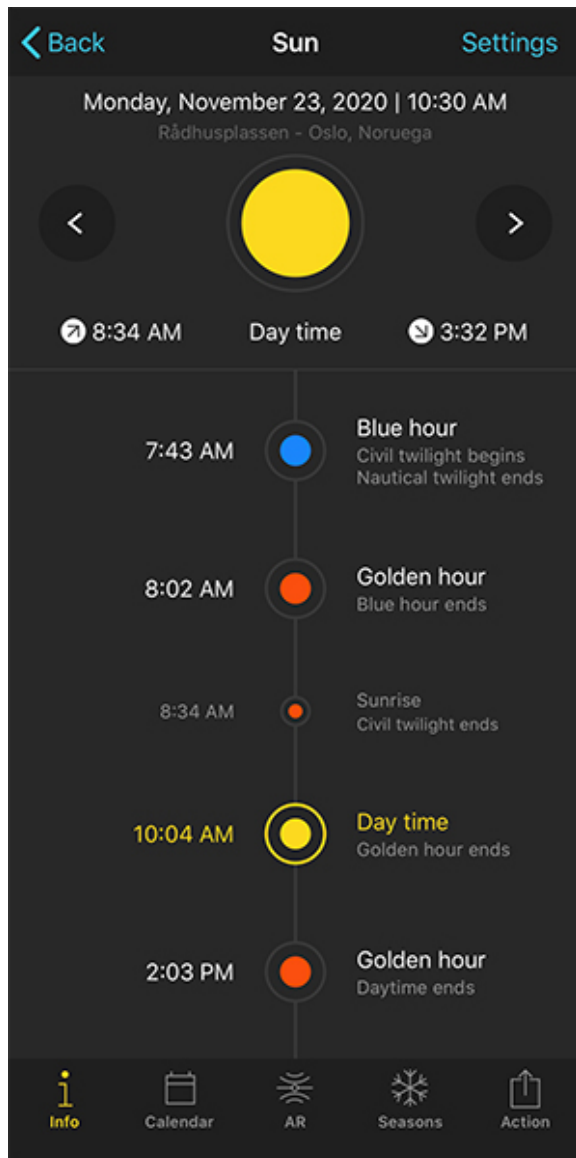 Back
Sun
Settings
Monday, November 23, 2020 | 10:30 AM
Rådhusplassen - Oslo, Noruega
8:34 AM
Day time
3:32 PM
7:43 AM
Blue hour
Civil twilight begins
Nautical twilight ends
8:02 AM
Golden hour
Blue hour ends
8:34 AM
Sunrise
Civil twilight ends
10:04 AM
Day time
Golden hour ends
2:03 PM
Golden hour
Daytime ends
Info
Calendar
AR
Seasons
Action